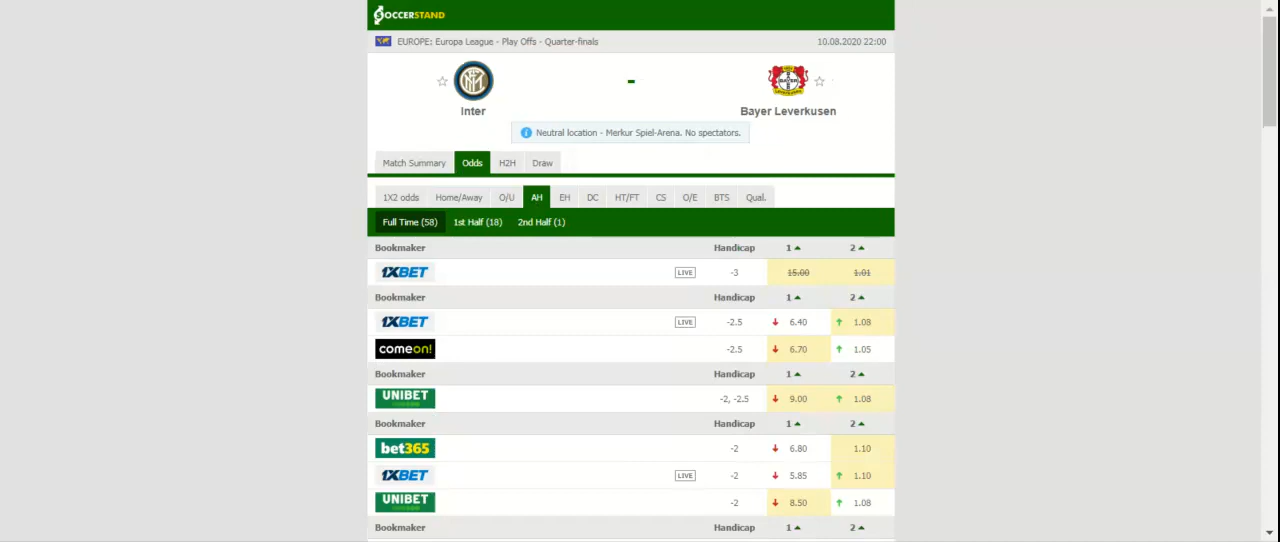 SOCCERSTAND
EUROPE: Europa League - Play Offs - Quarter-finals 10.08.2020 22:00
-
Inter Bayer Leverkusen
Neutral location - Merkur Spiel-Arena. No spectators.
Match Summary Odds H2H Draw
1X2 odds Home/Away O/U AH EH DC HT/FT CS O/E BTS Qual.
Full Time (58) 1st Half (18) 2nd Half (1)
Bookmaker Handicap 1 2
1XBET LIVE -3 15.00 1.01
Bookmaker Handicap 1 2
1XBET LIVE -2.5 6.40 1.08
comeon! -2.5 6.70 1.05
Bookmaker Handicap 1 2
UNIBET -2, -2.5 9.00 1.08
Bookmaker Handicap 1 2
bet365 -2 6.80 1.10
1XBET LIVE -2 5.85 1.10
UNIBET -2 8.50 1.08
Bookmaker Handicap 1 2